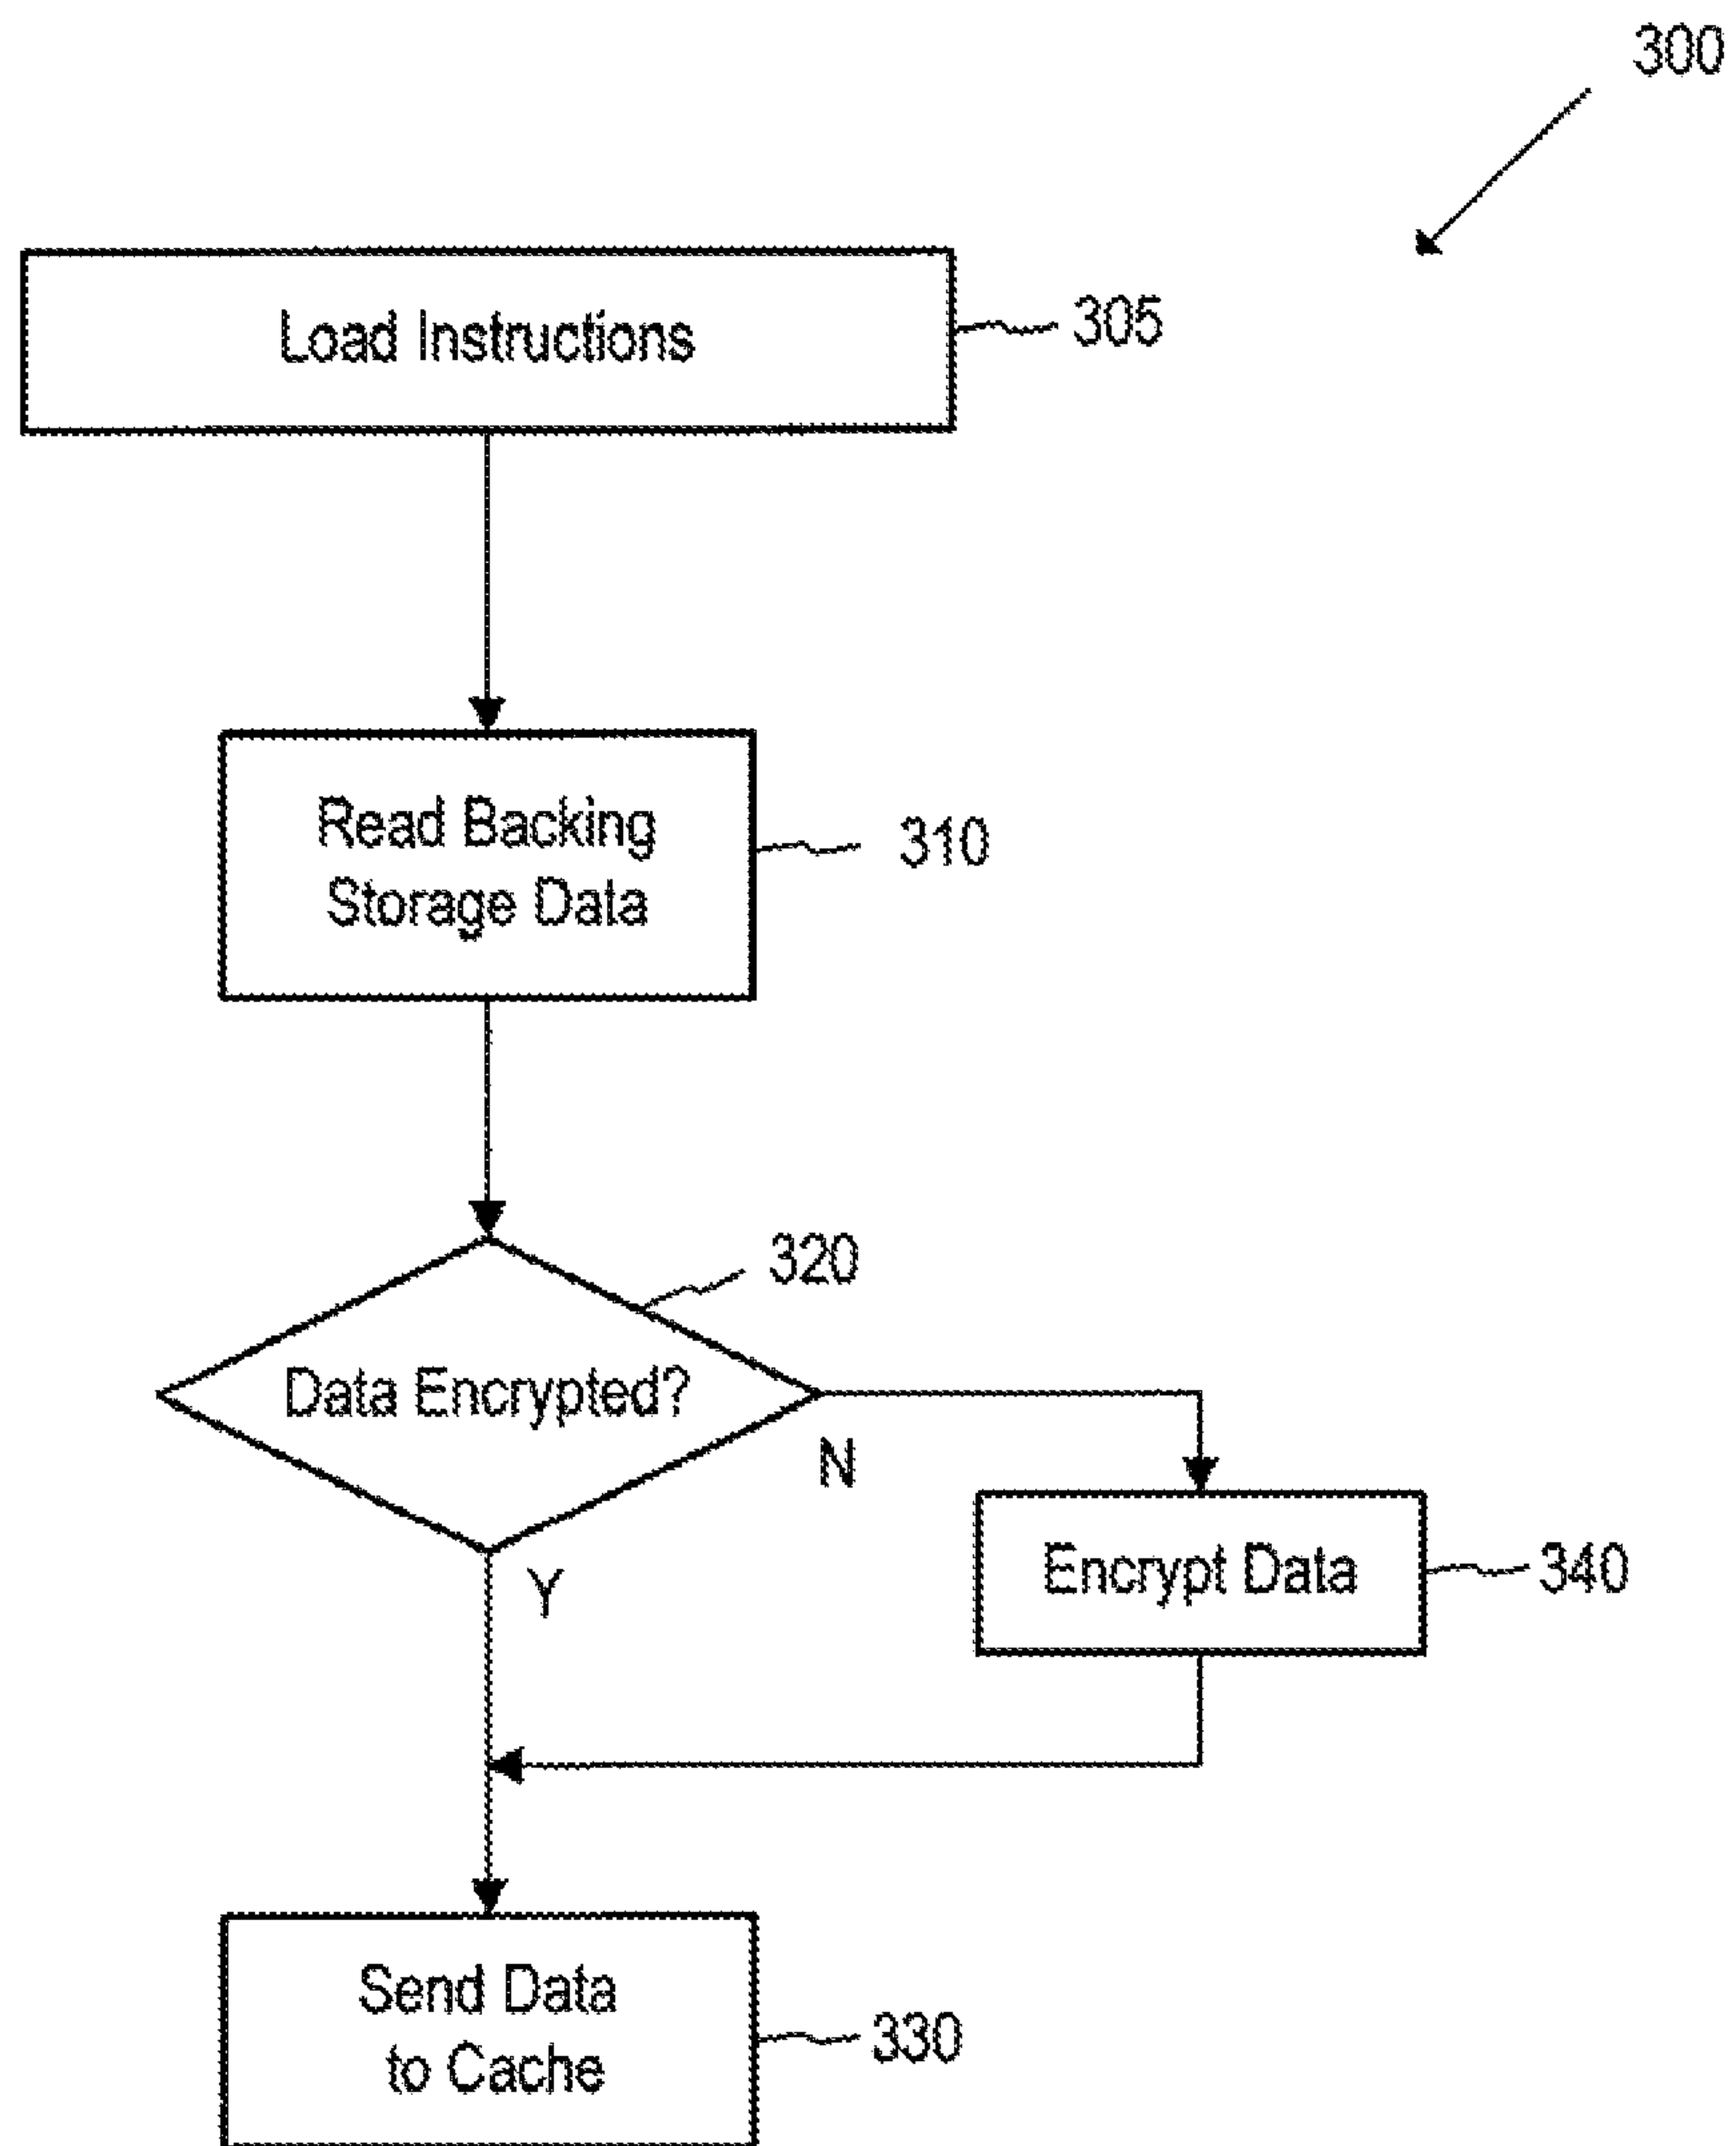 300
Load Instructions
305
Read Backing
Storage Data
310
320
Data Encrypted?
N
Y
Encrypt Data
340
Send Data
to Cache
330